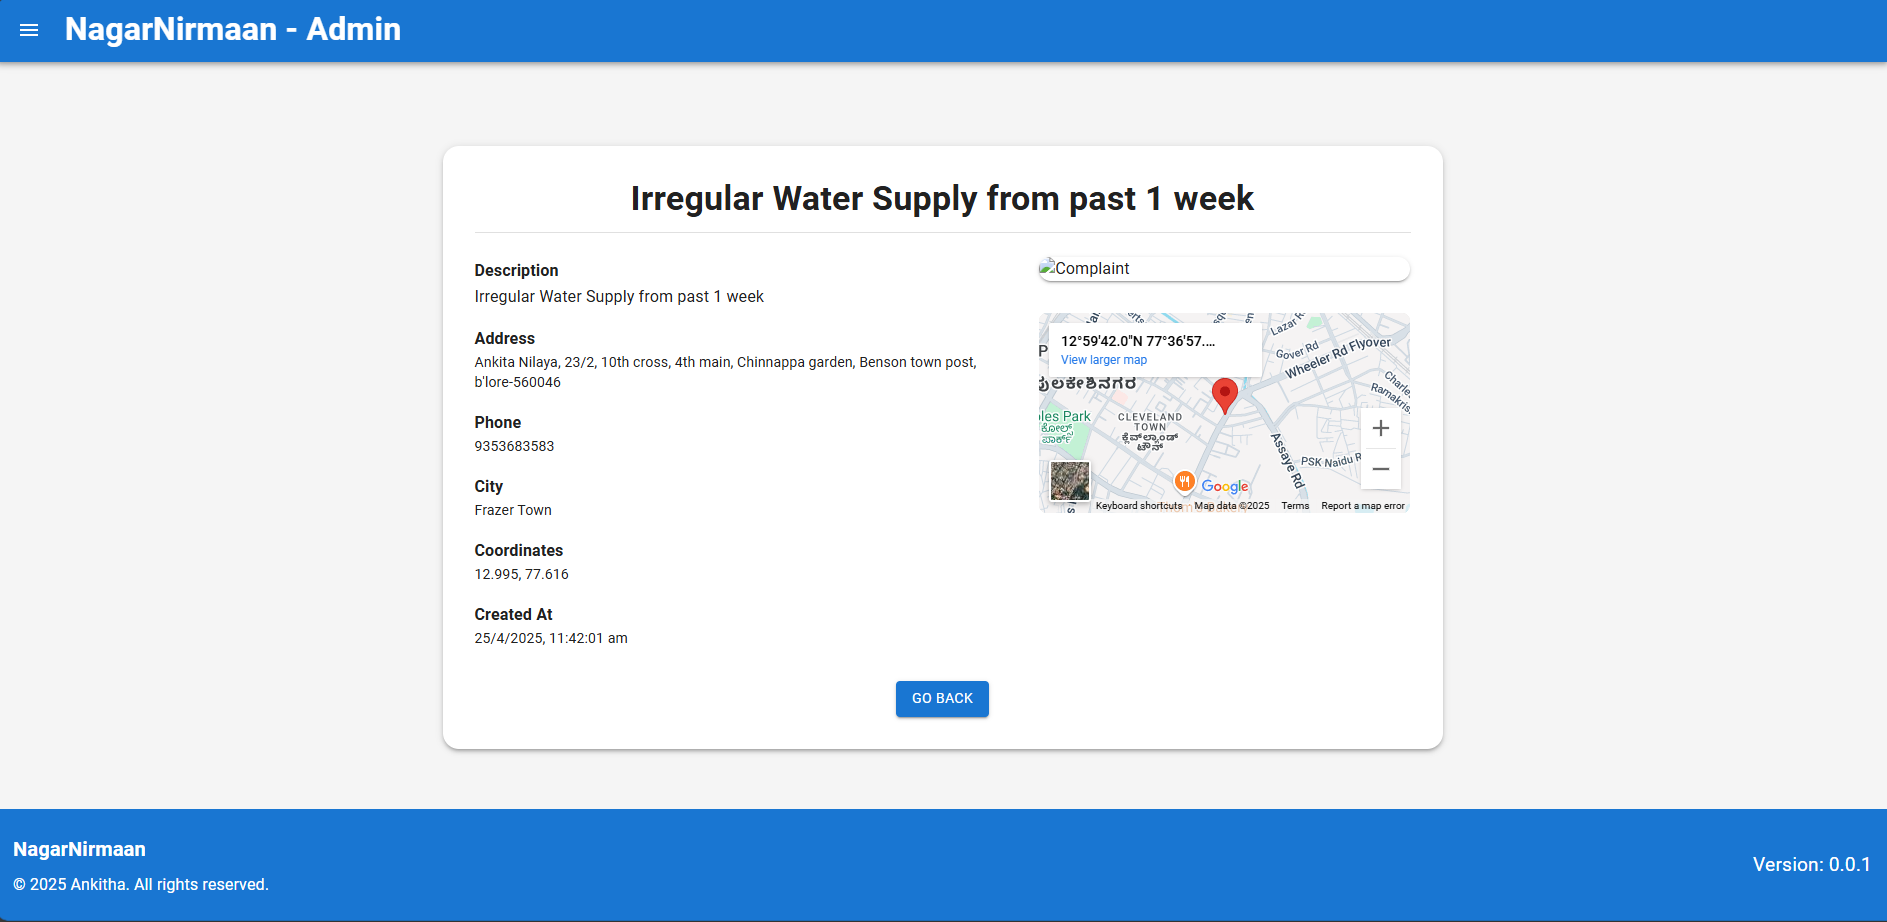 NagarNirmaan - Admin
Irregular Water Supply from past 1 week
Description
Irregular Water Supply from past 1 week
Address
Ankita Nilaya, 23/2, 10th cross, 4th main, Chinnappa garden, Benson town post,
b'lore-560046
Phone
9353683583
City
Frazer Town
Coordinates
12.995, 77.616
Created At
25/4/2025, 11:42:01 am
Complaint
12°59'42.0"N 77°36'57....
View larger map
Lazar R
Gover Rd
Wheeler Rd Flyover
Charle
Ramakris
ಪುಲಕೇಶಿನಗರ
les Park
ಕೋಲ್ಸ್
ಪಾರ್ಕ್
CLEVELAND
TOWN
ಕ್ಲೆವ್‌ಲ್ಯಾಂಡ್
ಟೌನ್
Assaye Rd
PSK Naidu R
Google
Keyboard shortcuts
Map data ©2025
Terms
Report a map error
GO BACK
NagarNirmaan
© 2025 Ankitha. All rights reserved.
Version: 0.0.1